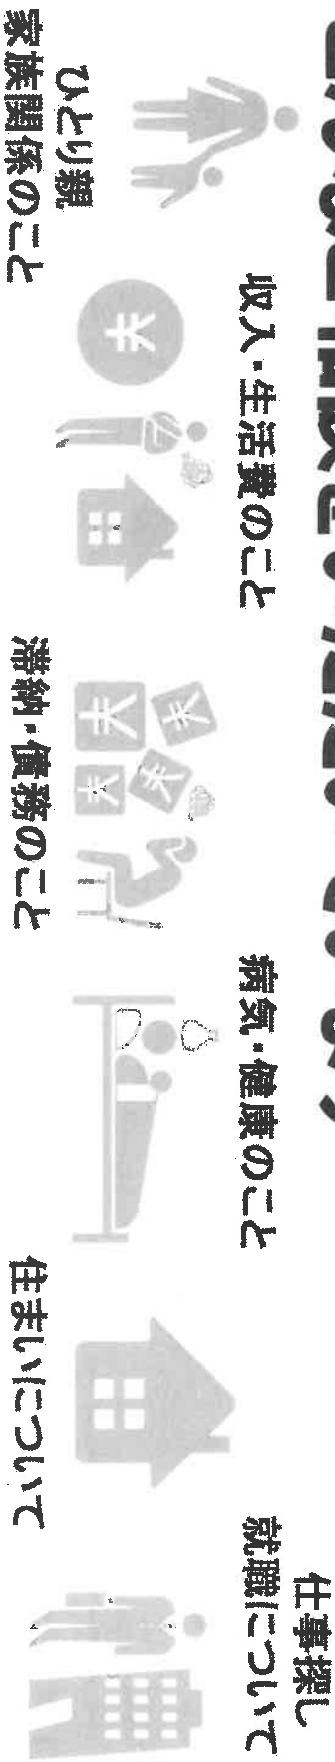 ひとり親
家族関係のこと
収入・生活費のこと
滞納・債務のこと
病気・健康のこと
住まいについて
仕事探し
就職について